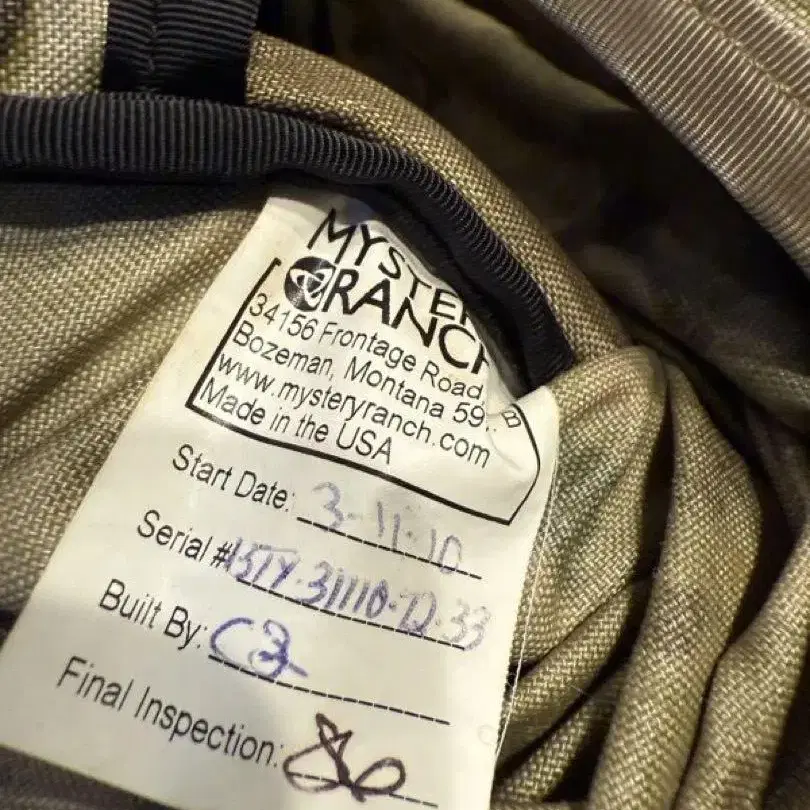 MYSTERY
RANCH
34156 Frontage Road
Bozeman, Montana 59
www.mysteryranch.com
Made in the USA
Start Date: 3-11-10
Serial #
Built By:
Final Inspection: